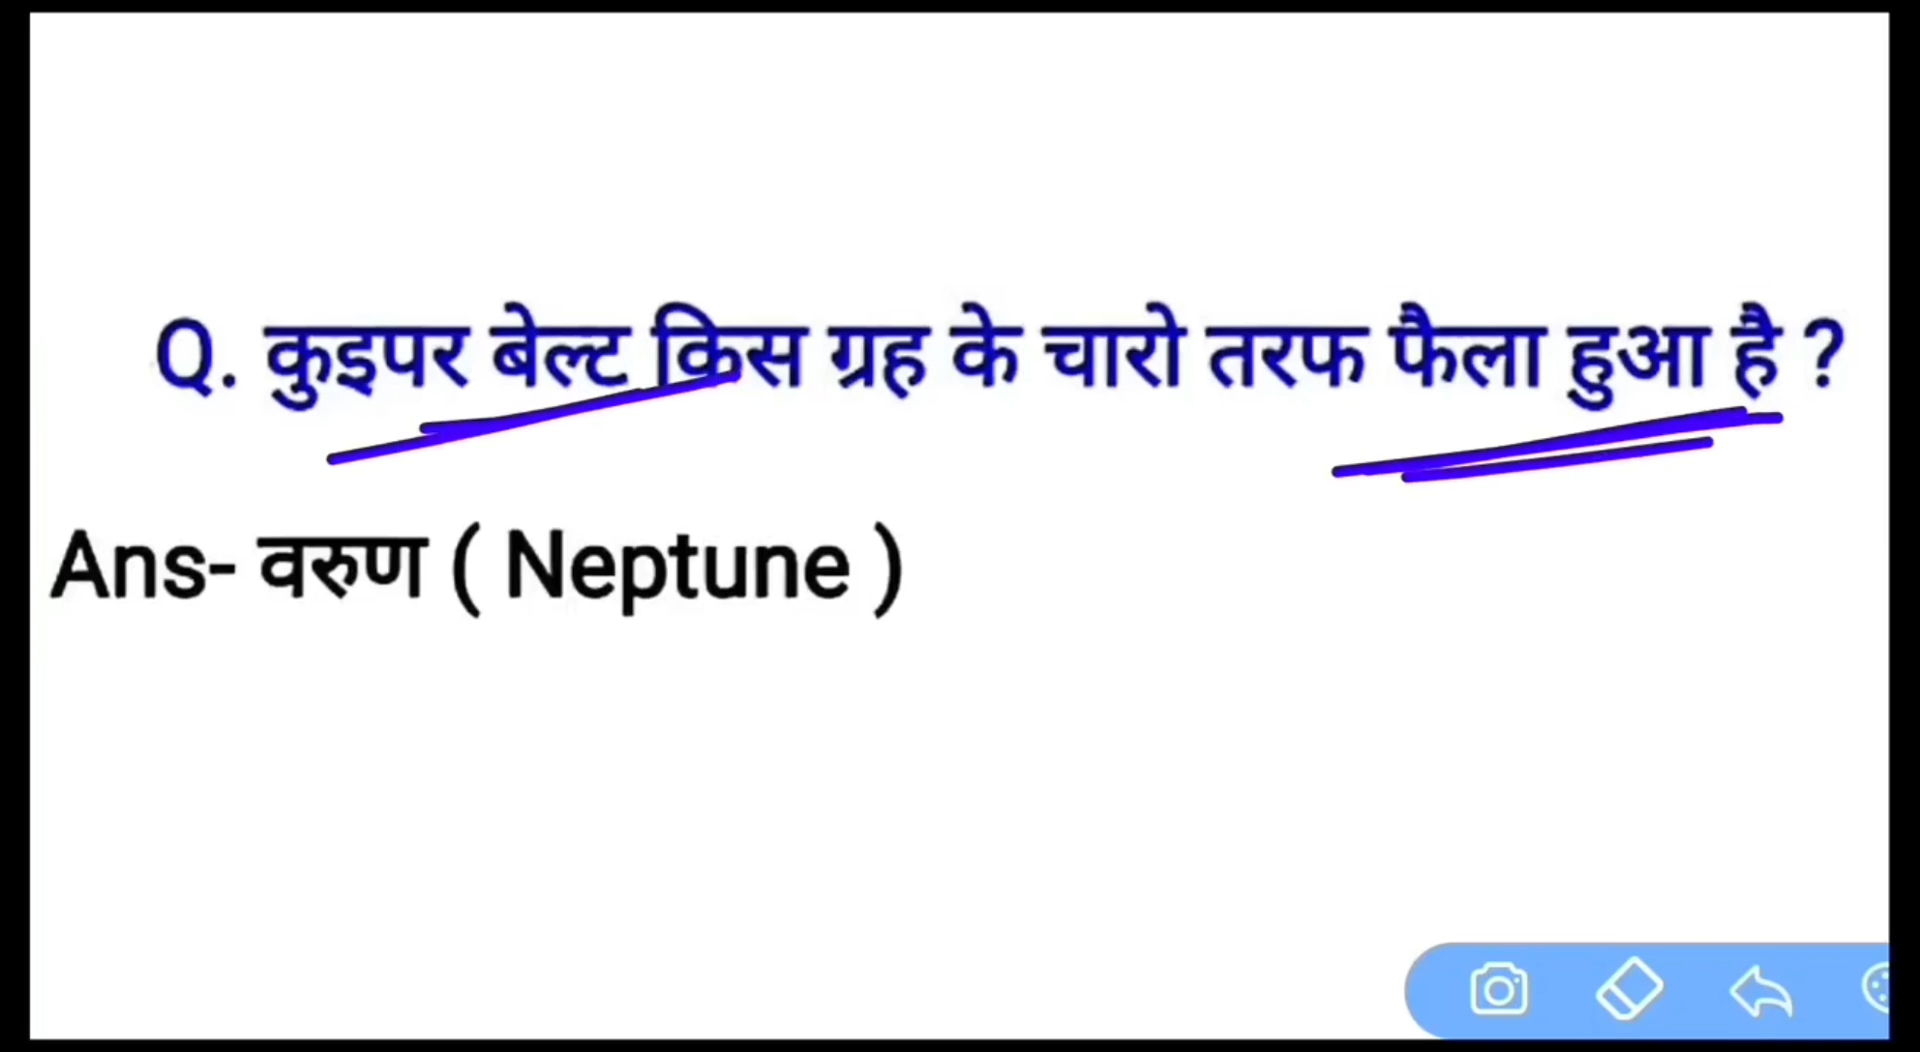 Q. कुइपर बेल्ट किस ग्रह के चारो तरफ फैला हुआ है ?
Ans- वरुण ( Neptune )